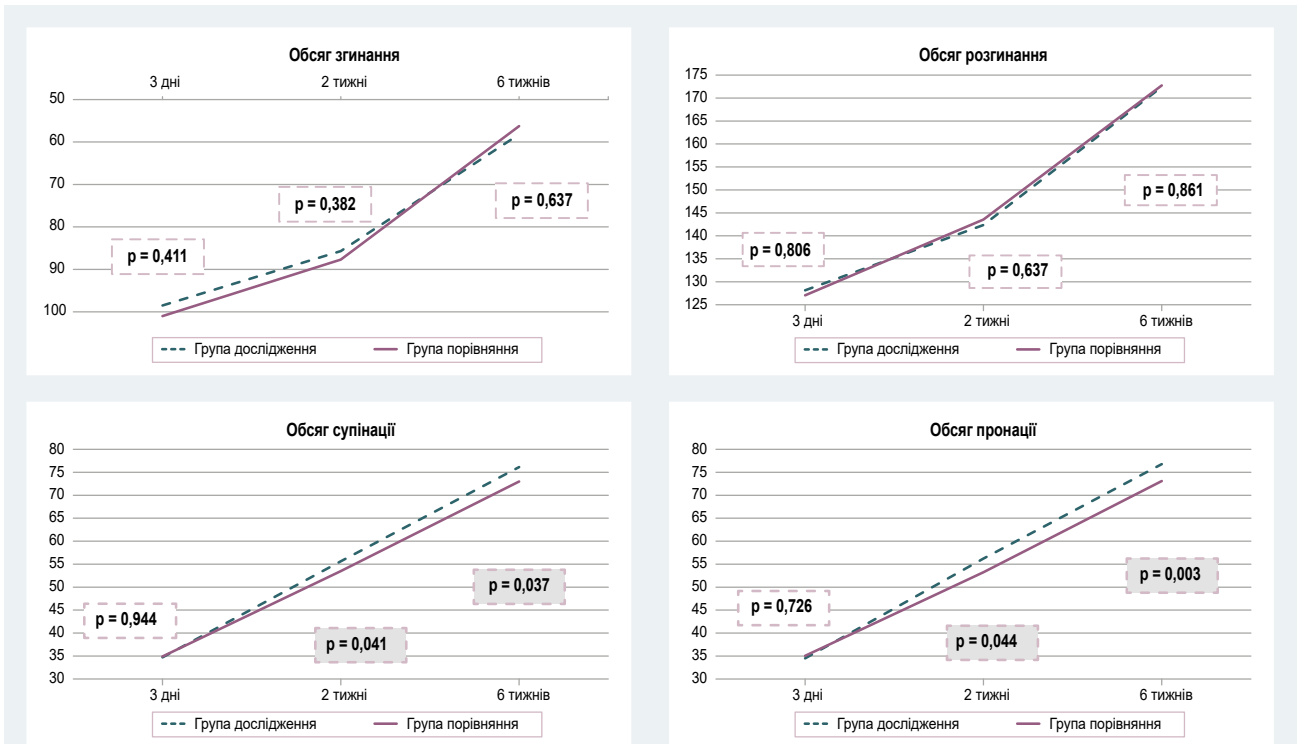 Обсяг згинання
3 дні 2 тижні 6 тижнів
50
60
70
80
90
100
p = 0,411
p = 0,382
p = 0,637
Група дослідження Група порівняння
Обсяг розгинання
175
170
165
160
155
150
145
140
135
130
125
p = 0,806
p = 0,637
p = 0,861
3 дні 2 тижні 6 тижнів
Група дослідження Група порівняння
Обсяг супінації
80
75
70
65
60
55
50
45
40
35
30
p = 0,944
p = 0,041
p = 0,037
3 дні 2 тижні 6 тижнів
Група дослідження Група порівняння
Обсяг пронації
80
75
70
65
60
55
50
45
40
35
30
p = 0,726
p = 0,044
p = 0,003
3 дні 2 тижні 6 тижнів
Група дослідження Група порівняння